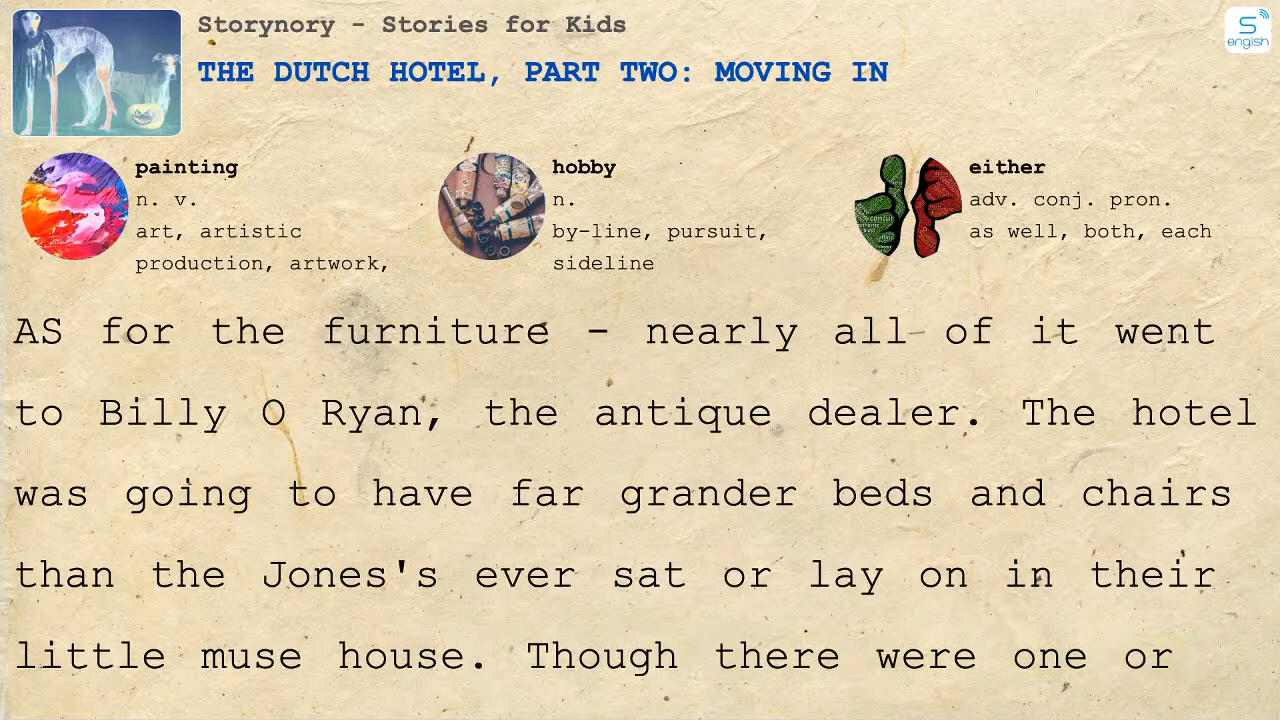 Storynory - Stories for Kids
THE DUTCH HOTEL, PART TWO: MOVING IN
S
english
painting
n. v.
art, artistic
production, artwork,
hobby
n.
by-line, pursuit,
sideline
either
adv. conj. pron.
as well, both, each
AS for the furniture - nearly all of it went
to Billy O Ryan, the antique dealer. The hotel
was going to have far grander beds and chairs
than the Jones's ever sat or lay on in their
little muse house. Though there were one or